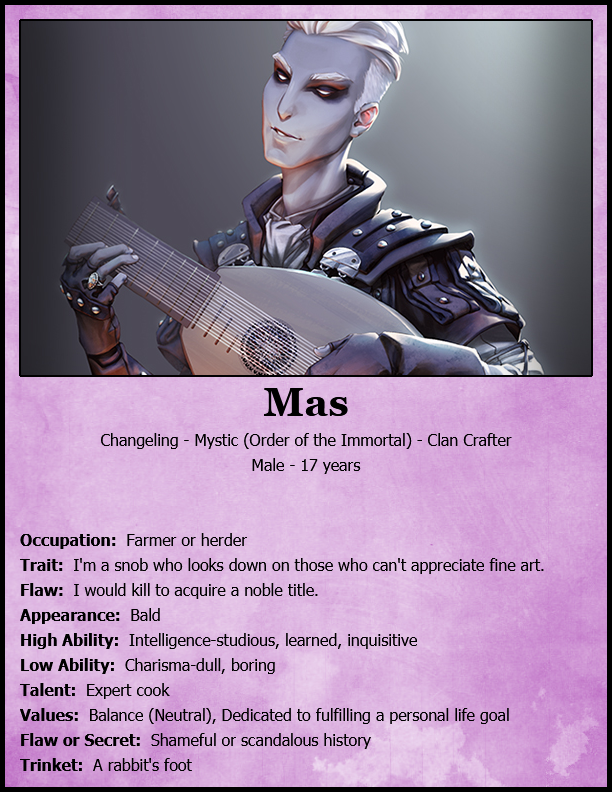 Mas
Changeling - Mystic (Order of the Immortal) - Clan Crafter
Male - 17 years
Occupation: Farmer or herder
Trait: I'm a snob who looks down on those who can't appreciate fine art.
Flaw: I would kill to acquire a noble title.
Appearance: Bald
High Ability: Intelligence-studious, learned, inquisitive
Low Ability: Charisma-dull, boring
Talent: Expert cook
Values: Balance (Neutral), Dedicated to fulfilling a personal life goal
Flaw or Secret: Shameful or scandalous history
Trinket: A rabbit's foot